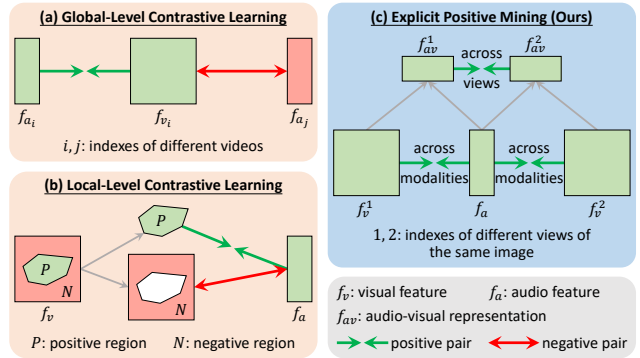 (a) Global-Level Contrastive Learning
f_{a_i} f_{v_i} f_{a_j}
i, j: indexes of different videos
(b) Local-Level Contrastive Learning
P
P
N
N
f_v f_a
P: positive region N: negative region
(c) Explicit Positive Mining (Ours)
f_{av}^1 across f_{av}^2
views
across across
modalities modalities
f_v^1 f_a f_v^2
1, 2: indexes of different views of
the same image
f_v: visual feature f_a: audio feature
f_{av}: audio-visual representation
positive pair negative pair